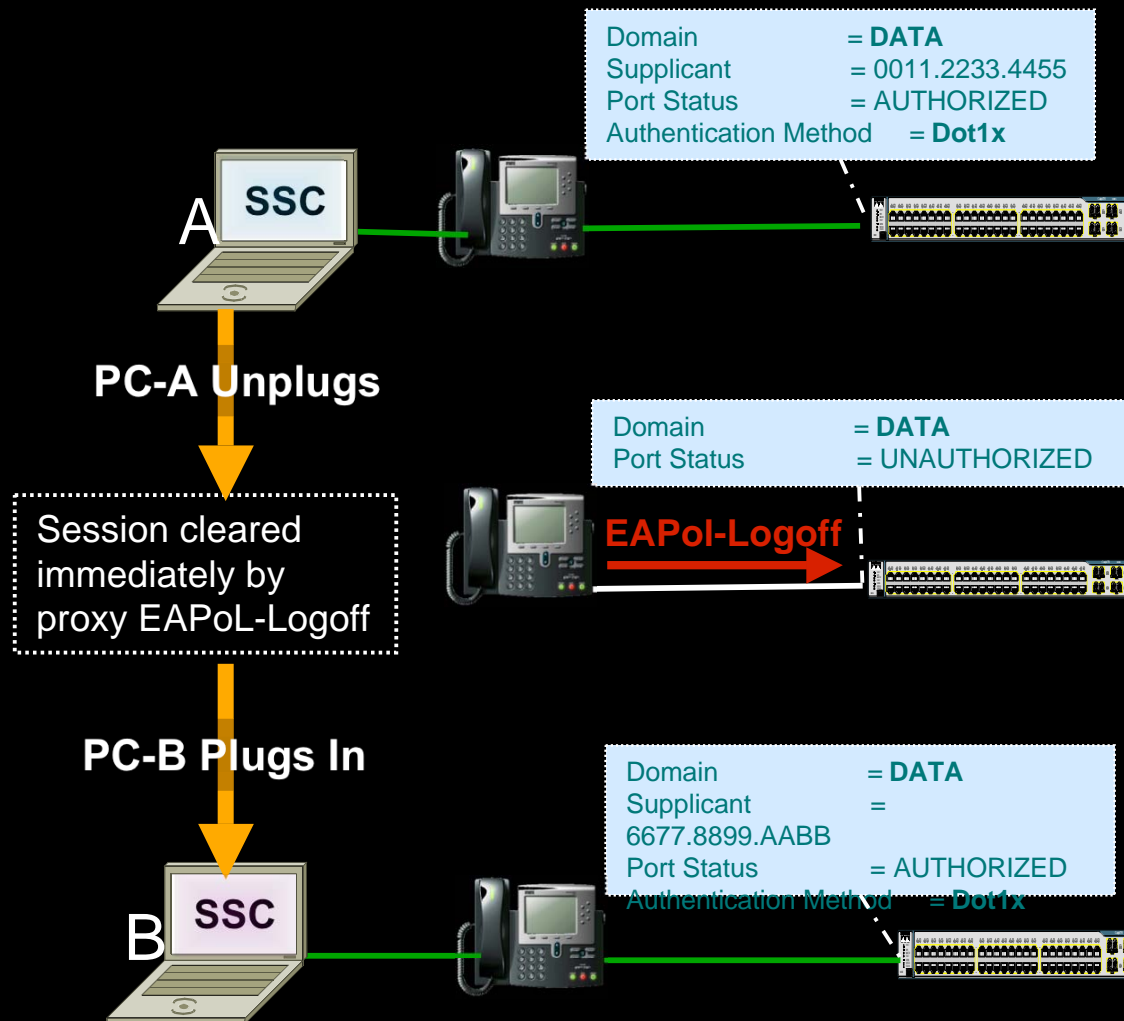 Domain = DATA
Supplicant = 0011.2233.4455
Port Status = AUTHORIZED
Authentication Method = Dot1x
A
SSC
PC-A Unplugs
Domain = DATA
Port Status = UNAUTHORIZED
Session cleared
immediately by
proxy EAPoL-Logoff
EAPol-Logoff
PC-B Plugs In
Domain = DATA
Supplicant =
6677.8899.AABB
Port Status = AUTHORIZED
Authentication Method = Dot1x
B
SSC